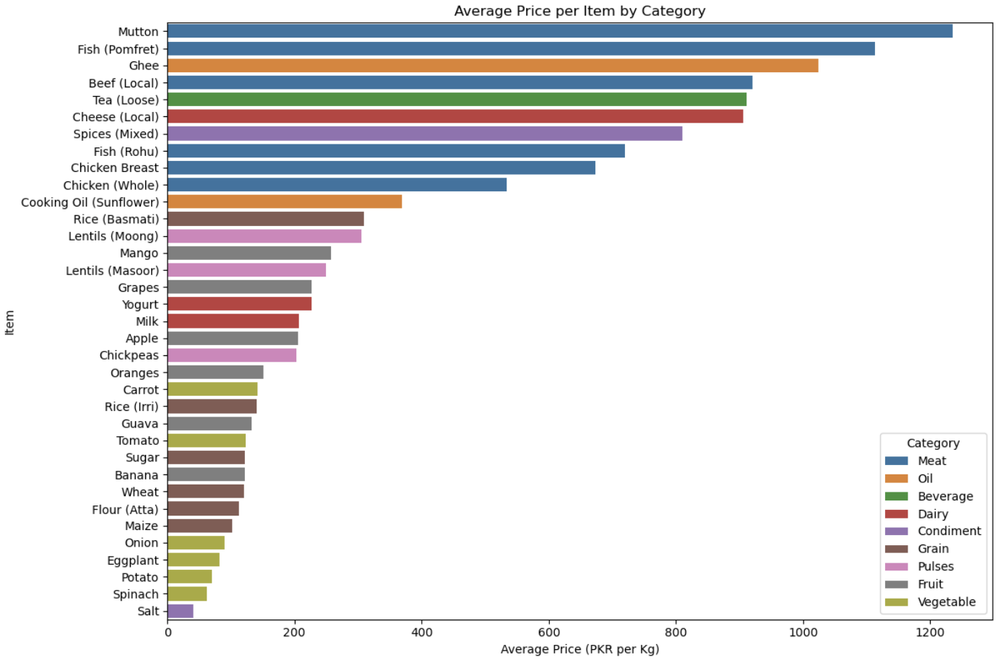 Average Price per Item by Category
Item
Mutton
Fish (Pomfret)
Ghee
Beef (Local)
Tea (Loose)
Cheese (Local)
Spices (Mixed)
Fish (Rohu)
Chicken Breast
Chicken (Whole)
Cooking Oil (Sunflower)
Rice (Basmati)
Lentils (Moong)
Mango
Lentils (Masoor)
Grapes
Yogurt
Milk
Apple
Chickpeas
Oranges
Carrot
Rice (Irri)
Guava
Tomato
Sugar
Banana
Wheat
Flour (Atta)
Maize
Onion
Eggplant
Potato
Spinach
Salt
Category
Meat
Oil
Beverage
Dairy
Condiment
Grain
Pulses
Fruit
Vegetable
0 200 400 600 800 1000 1200
Average Price (PKR per Kg)